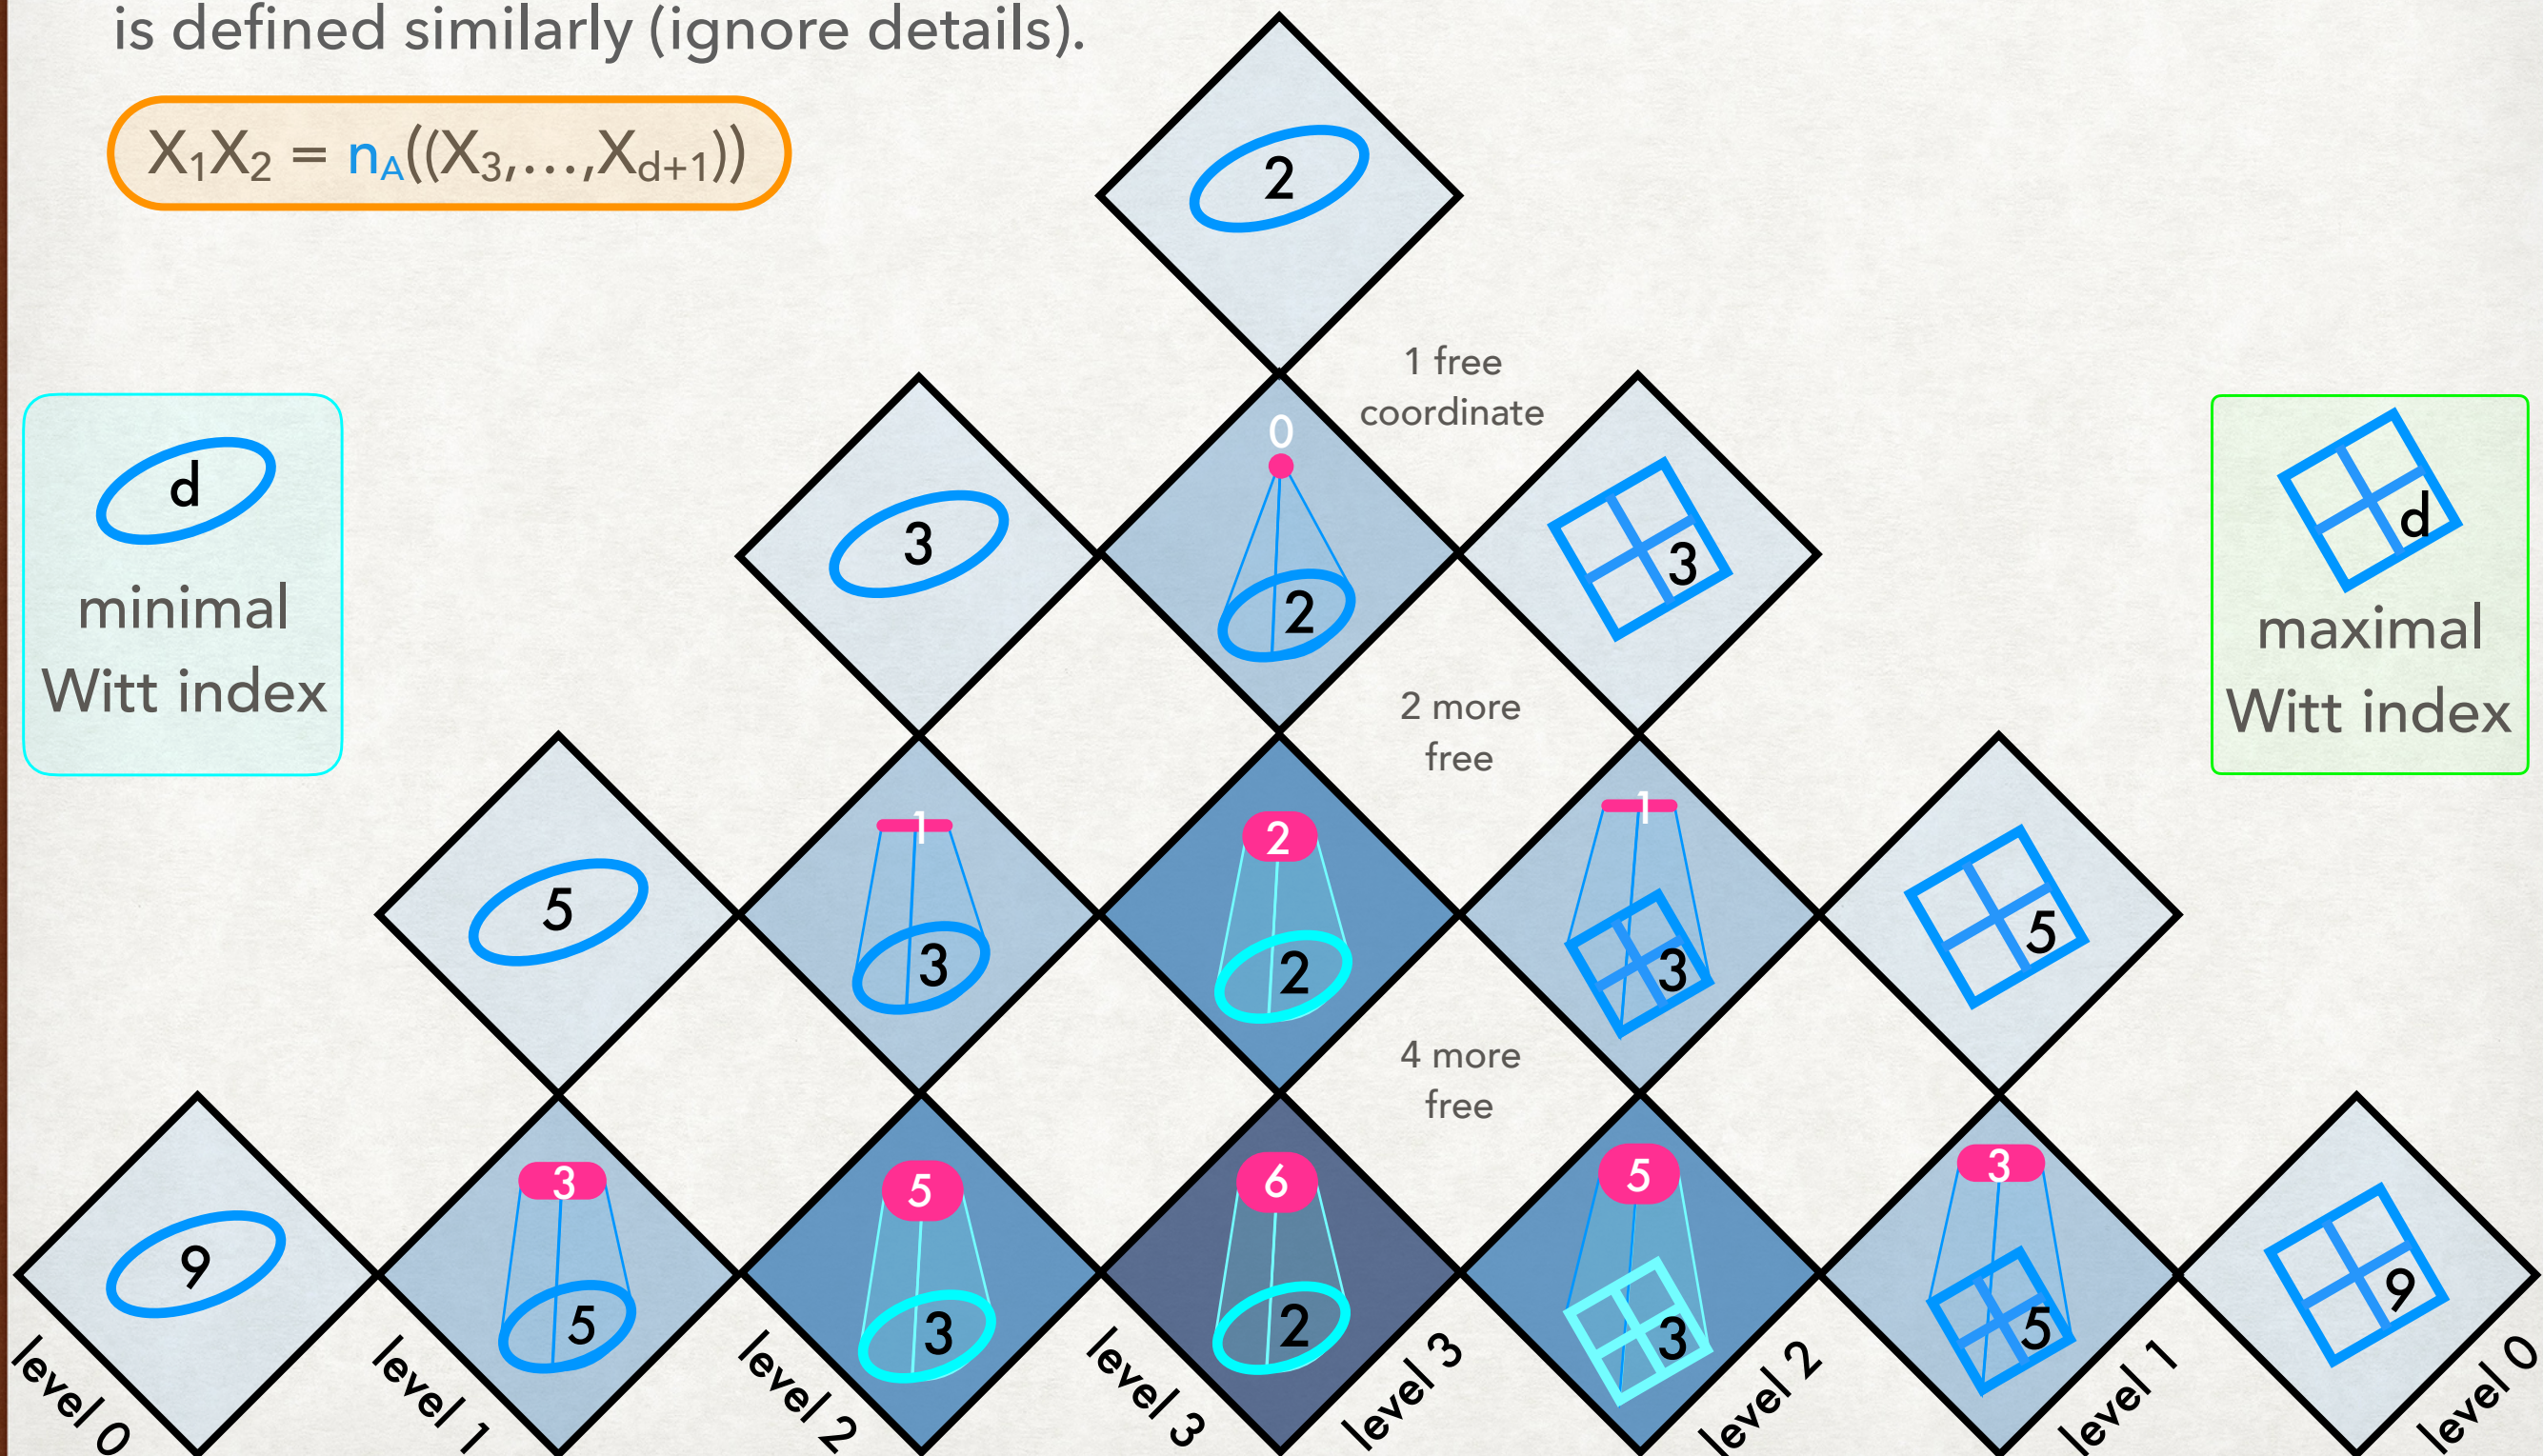 is defined similarly (ignore details).
X₁X₂ = n_A((X₃,…,X_{d+1}))
2
1 free
coordinate
d
minimal
Witt index
3
0
2
3
d
maximal
Witt index
2 more
free
5
1
3
2
2
1
3
5
4 more
free
9
3
5
5
3
6
2
5
3
3
5
9
level 0
level 1
level 2
level 3
level 3
level 2
level 1
level 0